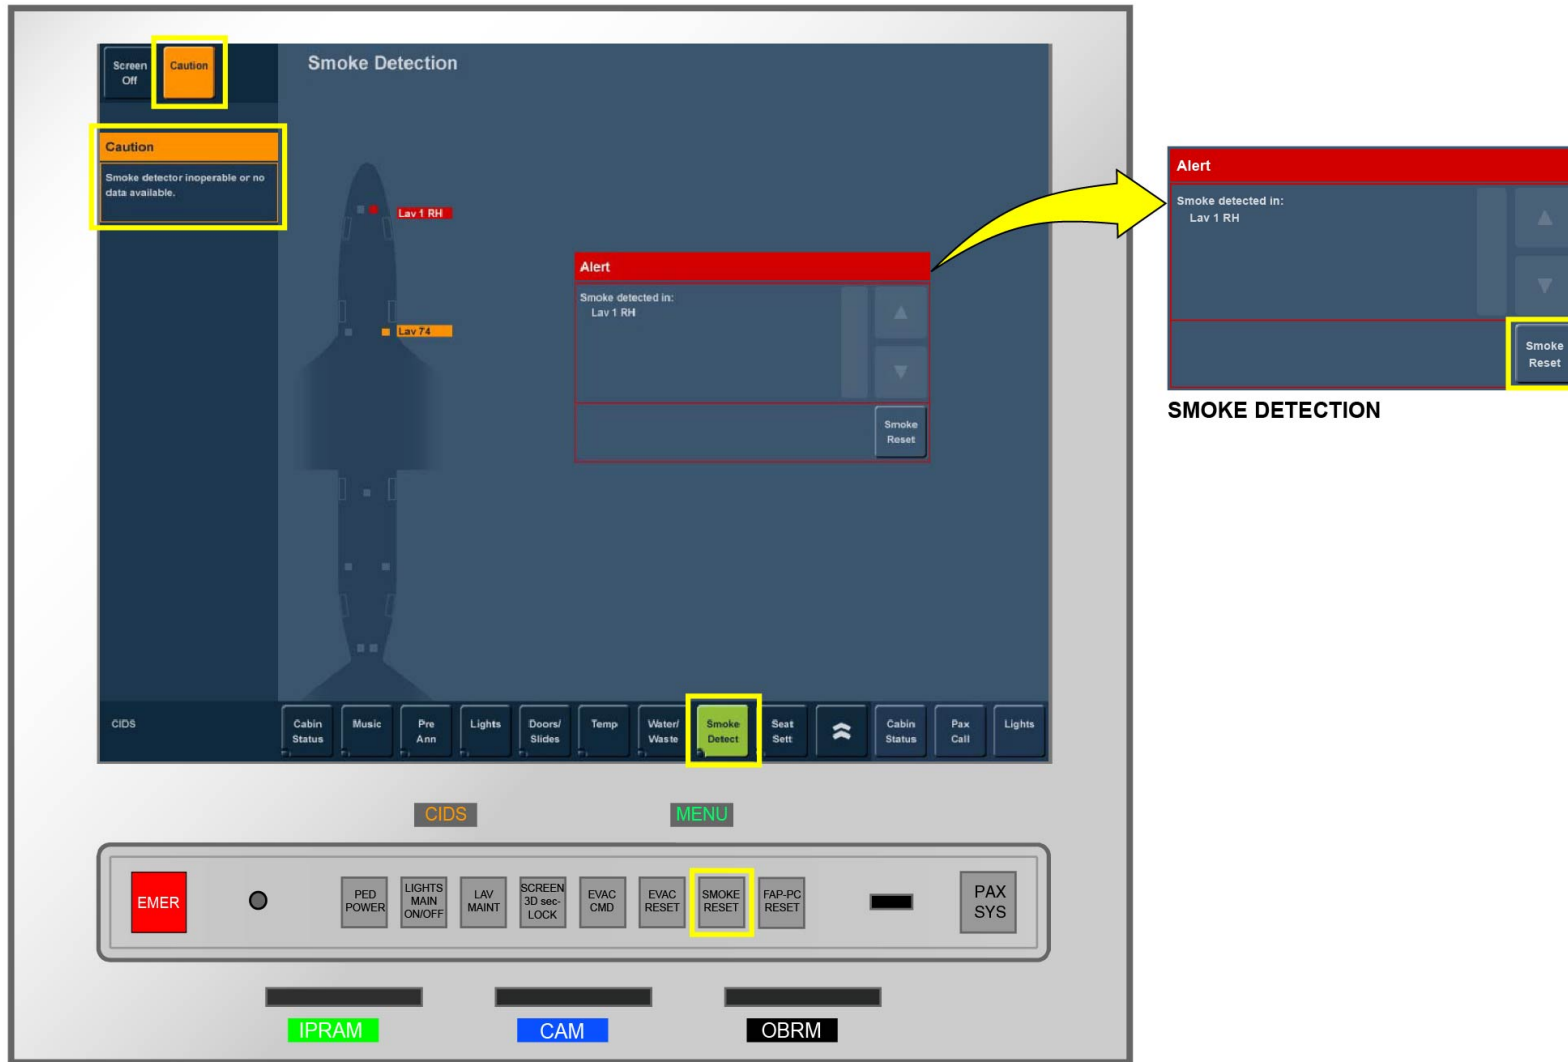 Screen
Off
Caution
Smoke Detection
Caution
Smoke detector inoperable or no
data available.
Lav 1 RH
Lav 74
Alert
Smoke detected in:
Lav 1 RH
Smoke
Reset
Alert
Smoke detected in:
Lav 1 RH
Smoke
Reset
SMOKE DETECTION
CIDS
Cabin
Status
Music
Pre
Ann
Lights
Doors/
Slides
Temp
Water/
Waste
Smoke
Detect
Seat
Sett
Cabin
Status
Pax
Call
Lights
CIDS
MENU
EMER
PED
POWER
LIGHTS
MAIN
ON/OFF
LAV
MAINT
SCREEN
3D sec-
LOCK
EVAC
CMD
EVAC
RESET
SMOKE
RESET
FAP-PC
RESET
PAX
SYS
IPRAM
CAM
OBRM